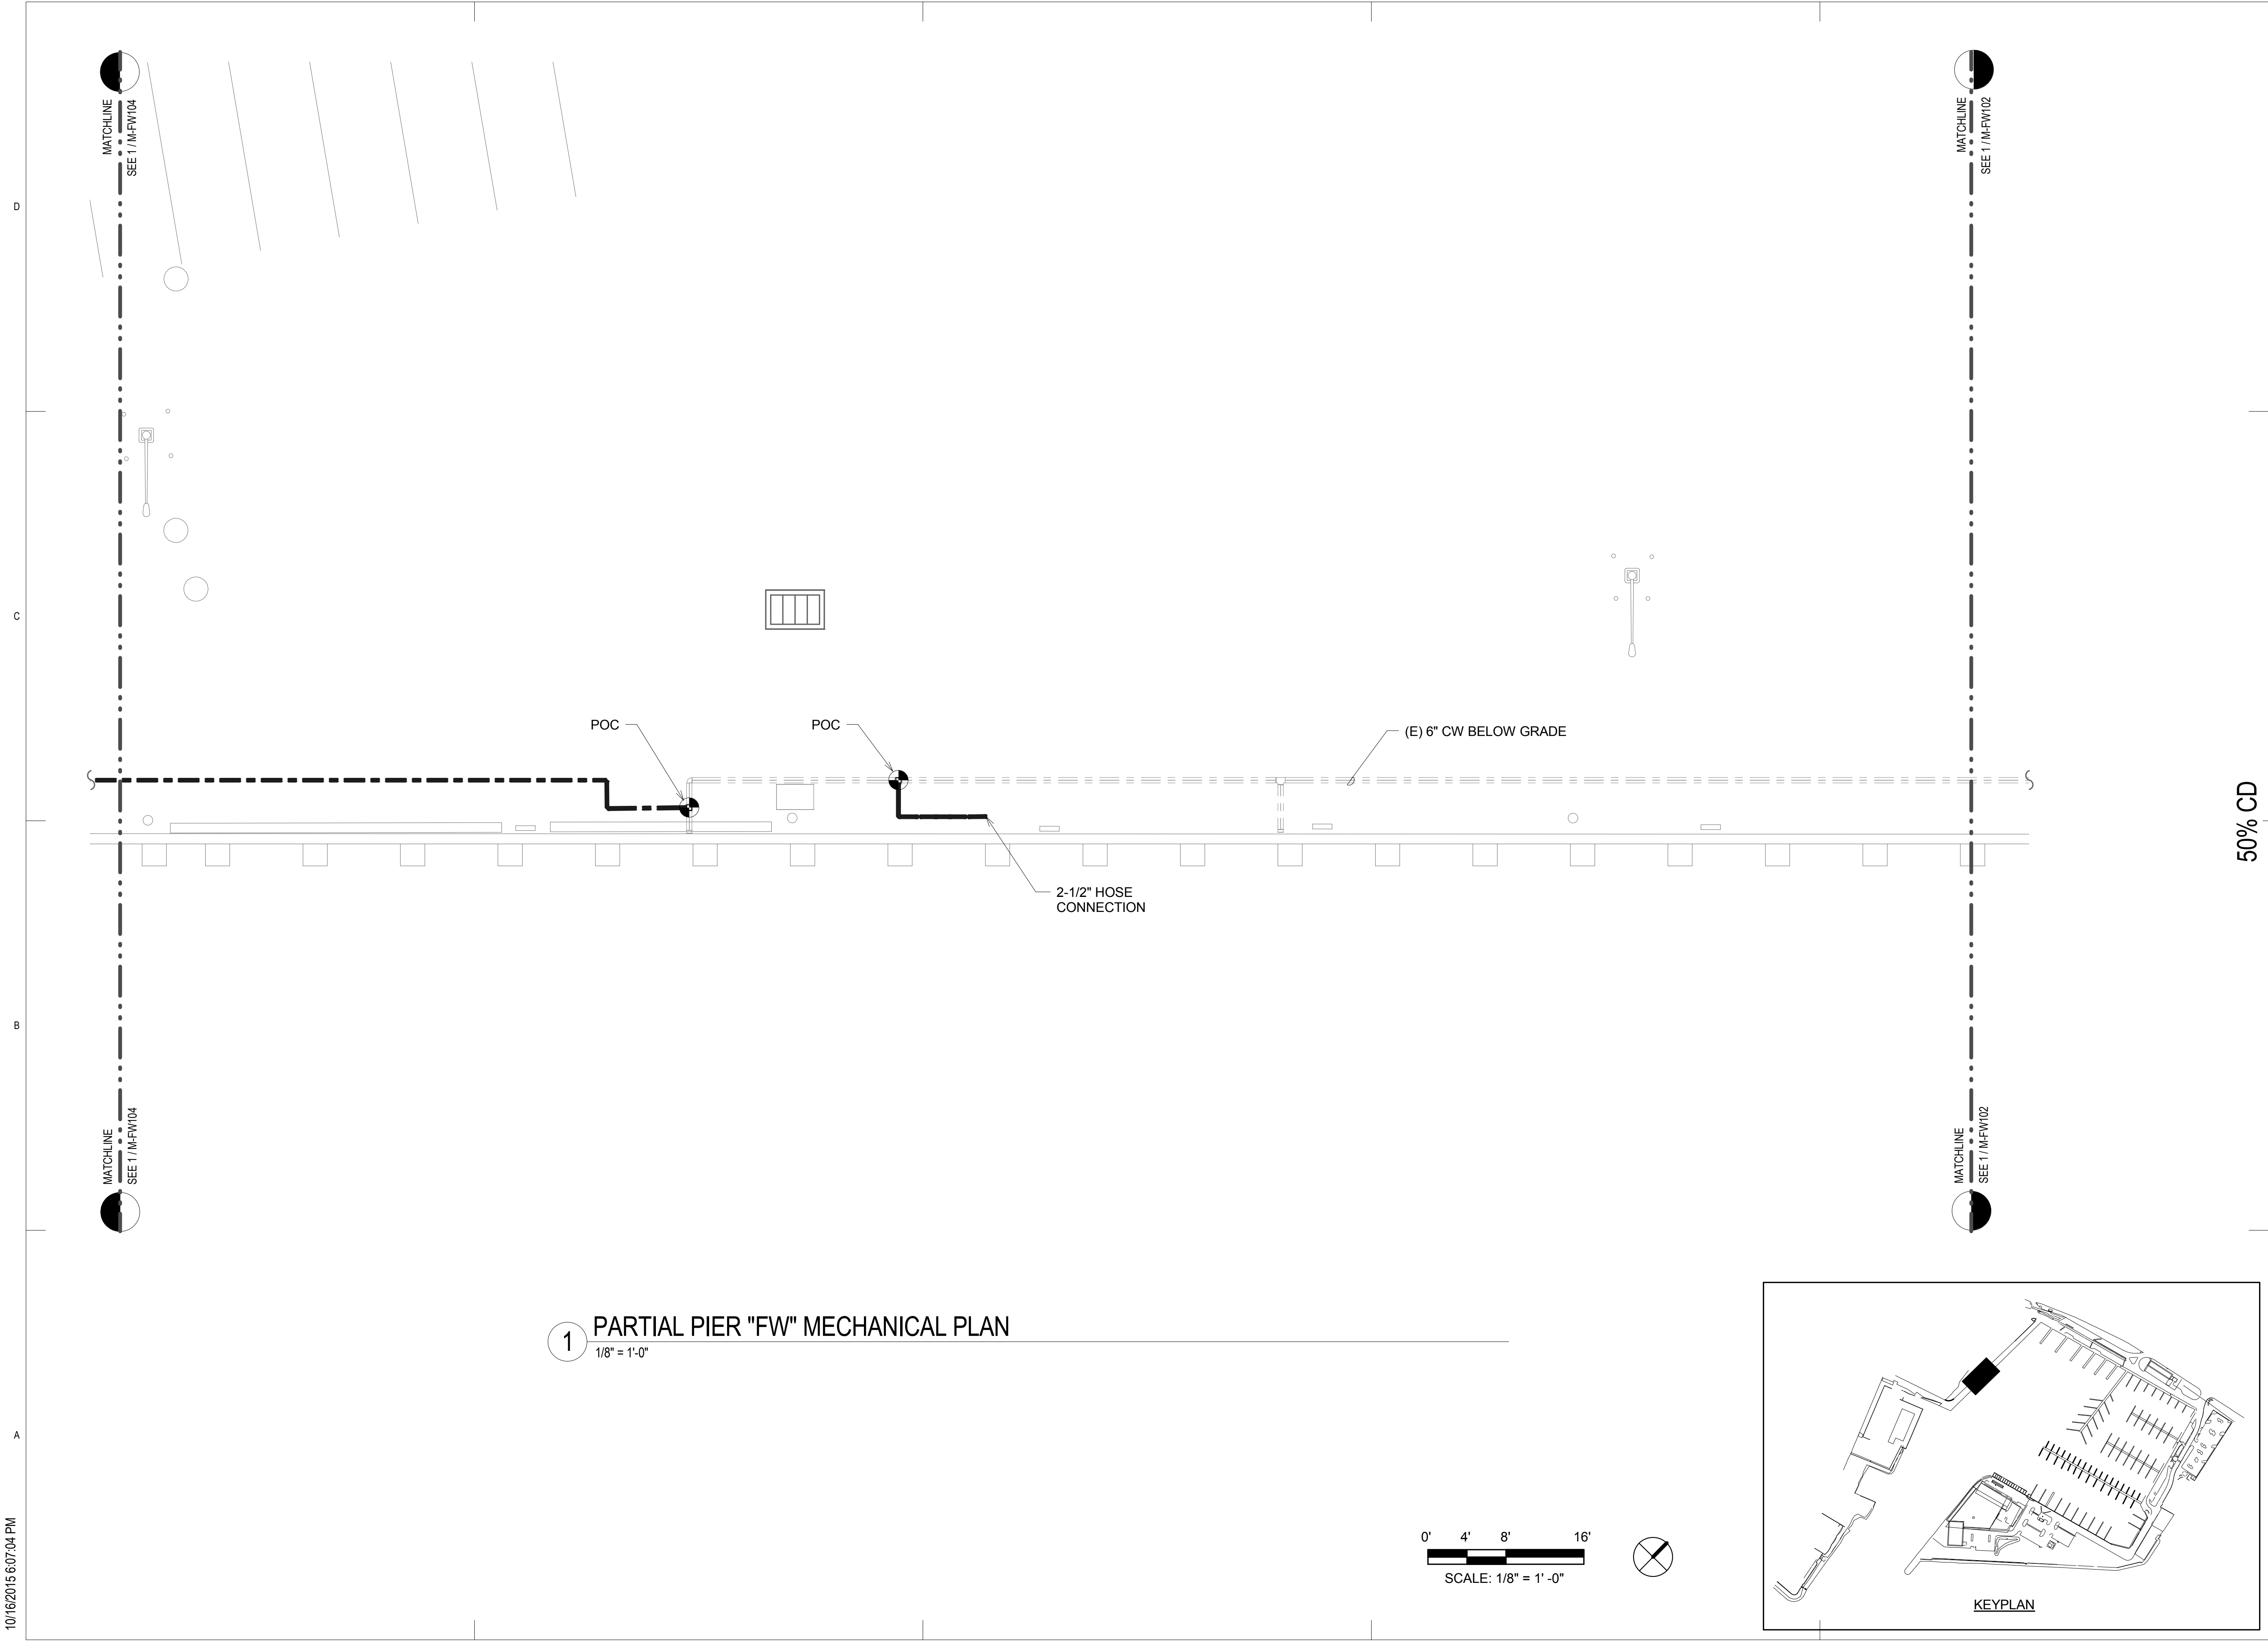 MATCHLINE
SEE 1 / M-FW104
MATCHLINE
SEE 1 / M-FW102
D
C
B
A
POC
POC
(E) 6" CW BELOW GRADE
2-1/2" HOSE
CONNECTION
50% CD
MATCHLINE
SEE 1 / M-FW104
MATCHLINE
SEE 1 / M-FW102
1
PARTIAL PIER "FW" MECHANICAL PLAN
1/8" = 1'-0"
0' 4' 8' 16'
SCALE: 1/8" = 1' -0"
KEYPLAN
10/16/2015 6:07:04 PM